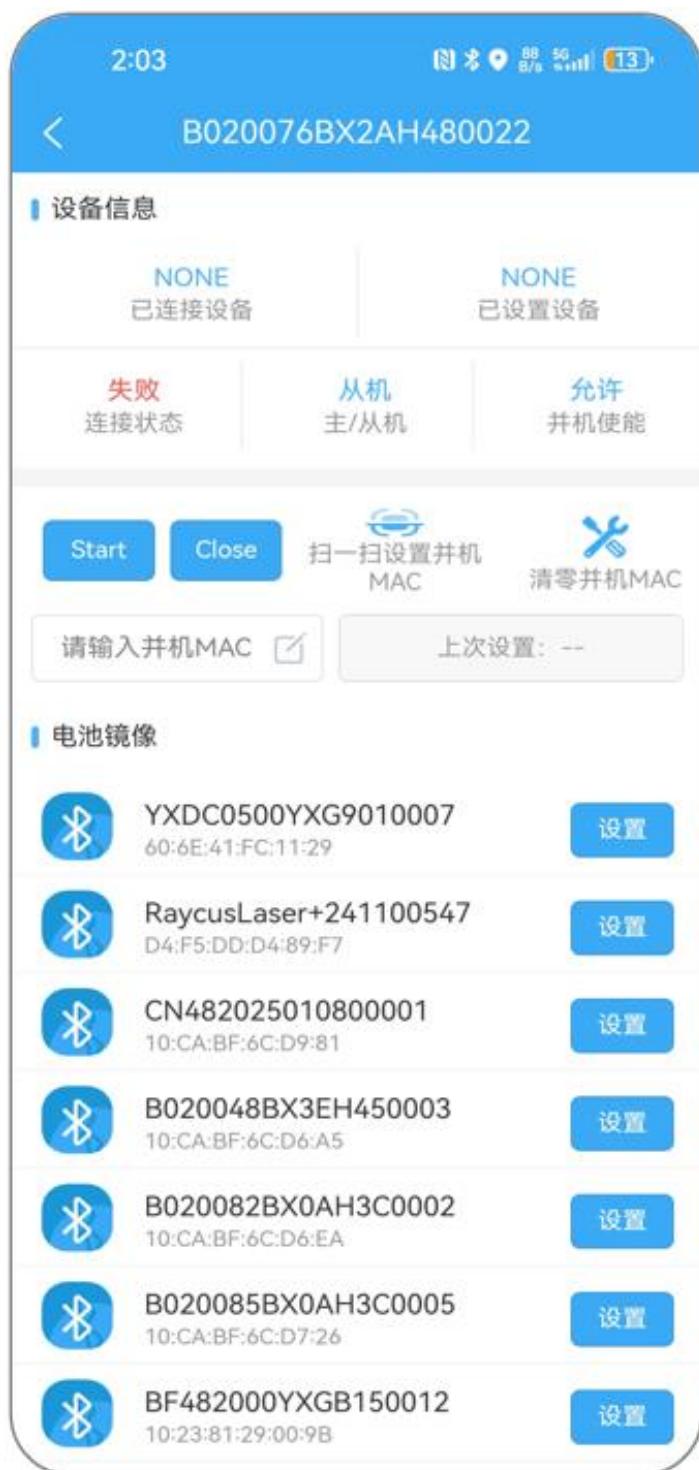 2:03 88 B/s 5G 13
B020076BX2AH480022
设备信息
NONE NONE
已连接设备 已设置设备
失败 从机 允许
连接状态 主/从机 并机使能
Start Close 扫一扫设置并机 清零并机MAC
MAC
请输入并机MAC 上次设置：--
电池镜像
YXDC0500YXG9010007 设置
60:6E:41:FC:11:29
RaycusLaser+241100547 设置
D4:F5:DD:D4:89:F7
CN482025010800001 设置
10:CA:BF:6C:D9:81
B020048BX3EH450003 设置
10:CA:BF:6C:D6:A5
B020082BX0AH3C0002 设置
10:CA:BF:6C:D6:EA
B020085BX0AH3C0005 设置
10:CA:BF:6C:D7:26
BF482000YXGB150012 设置
10:23:81:29:00:9B